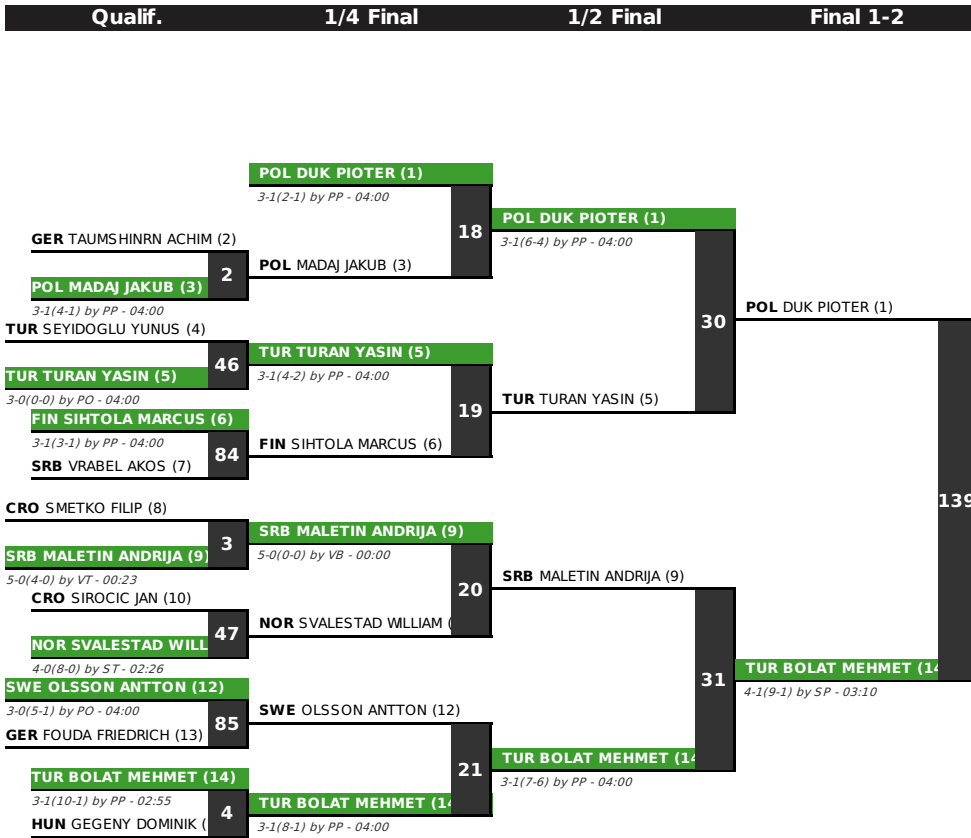 Qualif. 1/4 Final 1/2 Final Final 1-2
POL DUK PIOTER (1)
3-1(2-1) by PP - 04:00
18
POL DUK PIOTER (1)
3-1(6-4) by PP - 04:00
GER TAUMSHINRN ACHIM (2)
2
POL MADAJ JAKUB (3)
POL MADAJ JAKUB (3)
3-1(4-1) by PP - 04:00
30
POL DUK PIOTER (1)
TUR SEYIDOGLU YUNUS (4)
46
TUR TURAN YASIN (5)
3-0(0-0) by PO - 04:00
TUR TURAN YASIN (5)
3-1(4-2) by PP - 04:00
19
TUR TURAN YASIN (5)
FIN SIHTOLA MARCUS (6)
3-1(3-1) by PP - 04:00
84
SRB VRABEL AKOS (7)
FIN SIHTOLA MARCUS (6)
139
CRO SMETKO FILIP (8)
3
SRB MALETIN ANDRIJA (9)
5-0(4-0) by VT - 00:23
SRB MALETIN ANDRIJA (9)
5-0(0-0) by VB - 00:00
20
SRB MALETIN ANDRIJA (9)
CRO SIROCIC JAN (10)
47
NOR SVALESTAD WILL
4-0(8-0) by ST - 02:26
NOR SVALESTAD WILLIAM (
31
TUR BOLAT MEHMET (14
4-1(9-1) by SP - 03:10
SWE OLSSON ANTTON (12)
3-0(5-1) by PO - 04:00
85
GER FOUDA FRIEDRICH (13)
SWE OLSSON ANTTON (12)
21
TUR BOLAT MEHMET (14
3-1(7-6) by PP - 04:00
TUR BOLAT MEHMET (14)
3-1(10-1) by PP - 02:55
4
HUN GEGENY DOMINIK (
TUR BOLAT MEHMET (14
3-1(8-1) by PP - 04:00